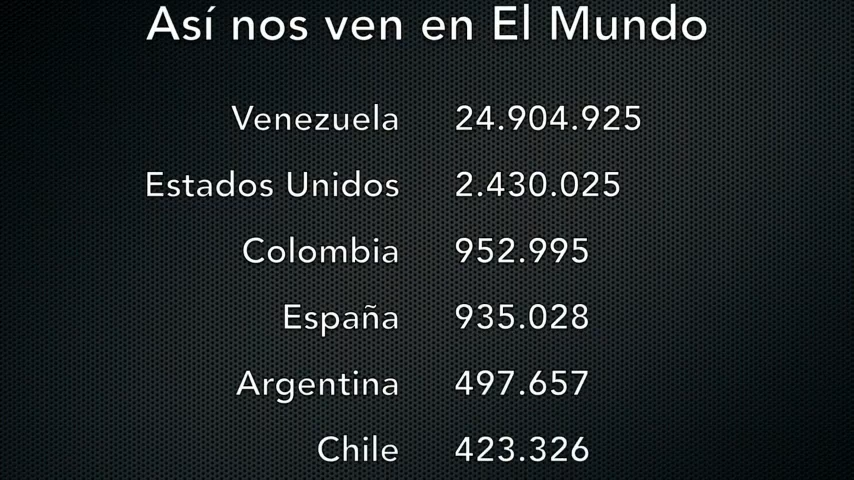 Así nos ven en El Mundo
Venezuela 24.904.925
Estados Unidos 2.430.025
Colombia 952.995
España 935.028
Argentina 497.657
Chile 423.326